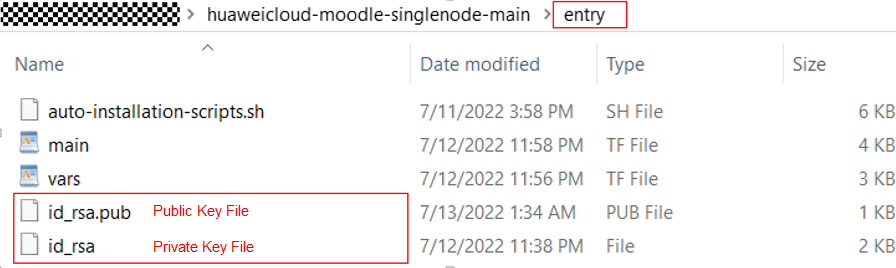 huaweicloud-moodle-singlenode-main > entry
Name Date modified Type Size
auto-installation-scripts.sh 7/11/2022 3:58 PM SH File 6 KB
main 7/12/2022 11:58 PM TF File 4 KB
vars 7/12/2022 11:56 PM TF File 3 KB
id_rsa.pub Public Key File 7/13/2022 1:34 AM PUB File 1 KB
id_rsa Private Key File 7/12/2022 11:38 PM File 2 KB